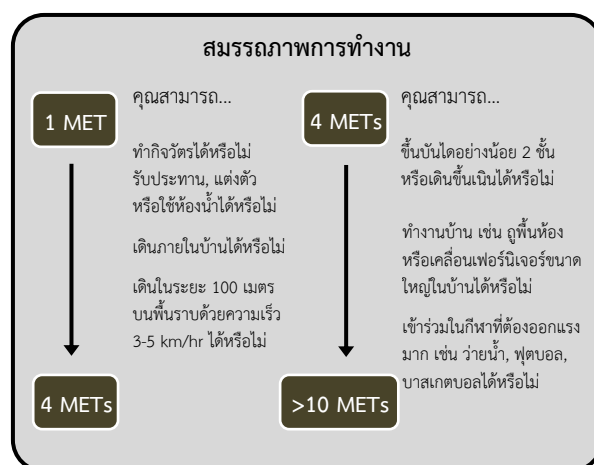 สมรรถภาพการทำงาน
1 MET
คุณสามารถ...
ทำกิจวัตรได้หรือไม่
รับประทาน, แต่งตัว
หรือใช้ห้องน้ำได้หรือไม่
เดินภายในบ้านได้หรือไม่
เดินในระยะ 100 เมตร
บนพื้นราบด้วยความเร็ว
3-5 km/hr ได้หรือไม่
4 METs
4 METs
คุณสามารถ...
ขึ้นบันไดอย่างน้อย 2 ชั้น
หรือเดินขึ้นเนินได้หรือไม่
ทำงานบ้าน เช่น ถูพื้นห้อง
หรือเคลื่อนเฟอร์นิเจอร์ขนาด
ใหญ่ในบ้านได้หรือไม่
เข้าร่วมในกีฬาที่ต้องออกแรง
มาก เช่น ว่ายน้ำ, ฟุตบอล,
บาสเกตบอลได้หรือไม่
>10 METs